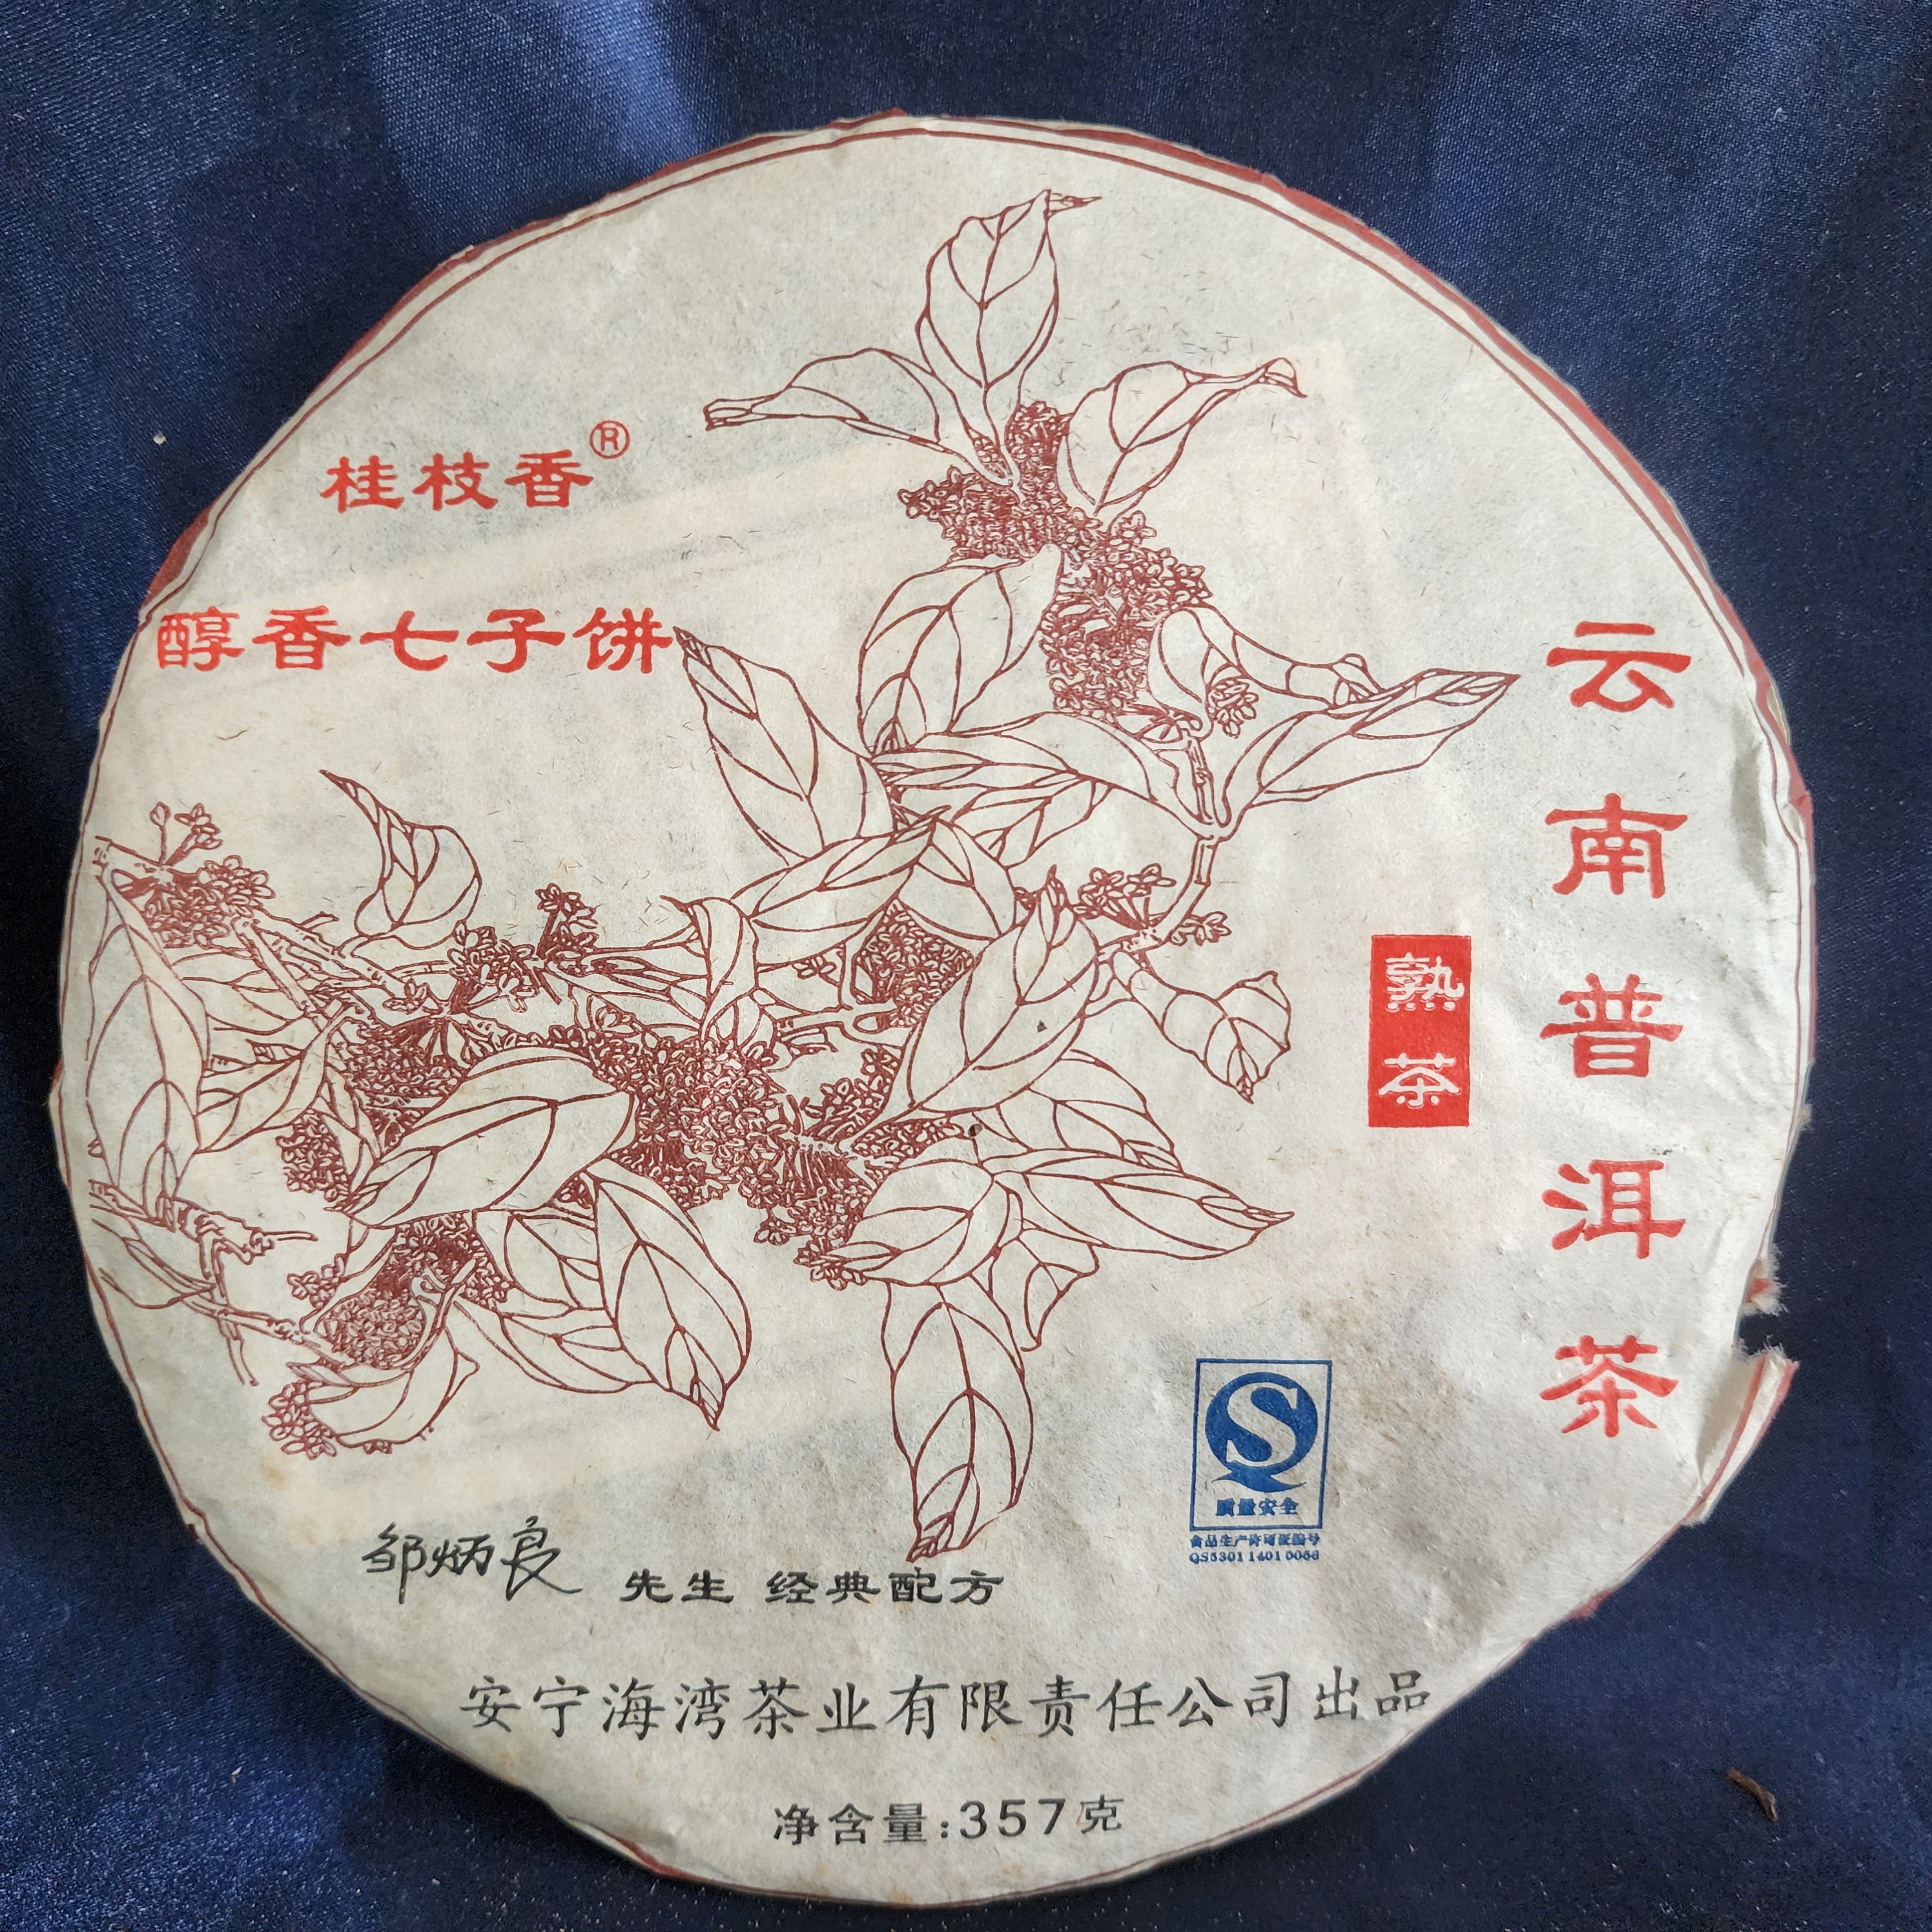 桂枝香®
醇香七子饼
云南普洱茶
熟茶
S
质量安全
食品生产许可证编号
QS5301 1401 0056
邹炳良 先生 经典配方
安宁海湾茶业有限责任公司出品
净含量:357克